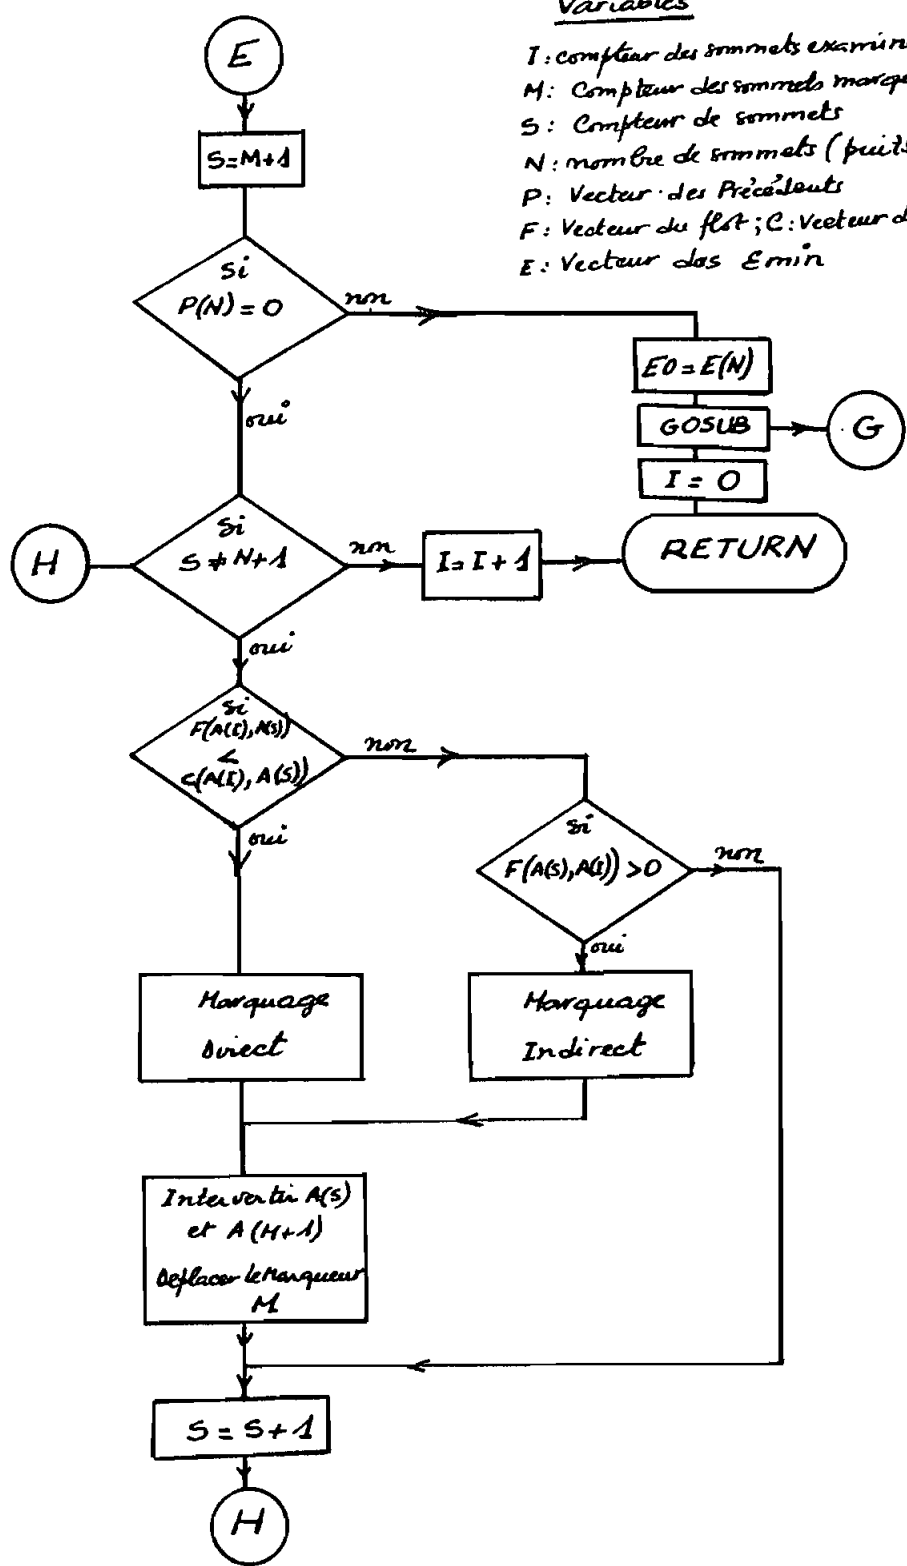 Variables
I: compteur des sommets examin
M: Compteur des sommets marqu
S: Compteur de sommets
N: nombre de sommets (puits
P: Vecteur des Précédents
F: Vecteur du flot; C: Vecteur d
E: Vecteur das Emin
E
S=M+1
Si
P(N)=0
non
oui
E0=E(N)
GOSUB
G
I=0
RETURN
H
Si
S≠N+1
non
I=I+1
oui
Si
F(A(I),A(S))
<
C(A(I),A(S))
non
oui
Si
F(A(S),A(I))>0
non
oui
Marquage
Direct
Marquage
Indirect
Intervertir A(S)
et A(M+1)
Déplacer le Marqueur
M
S=S+1
H